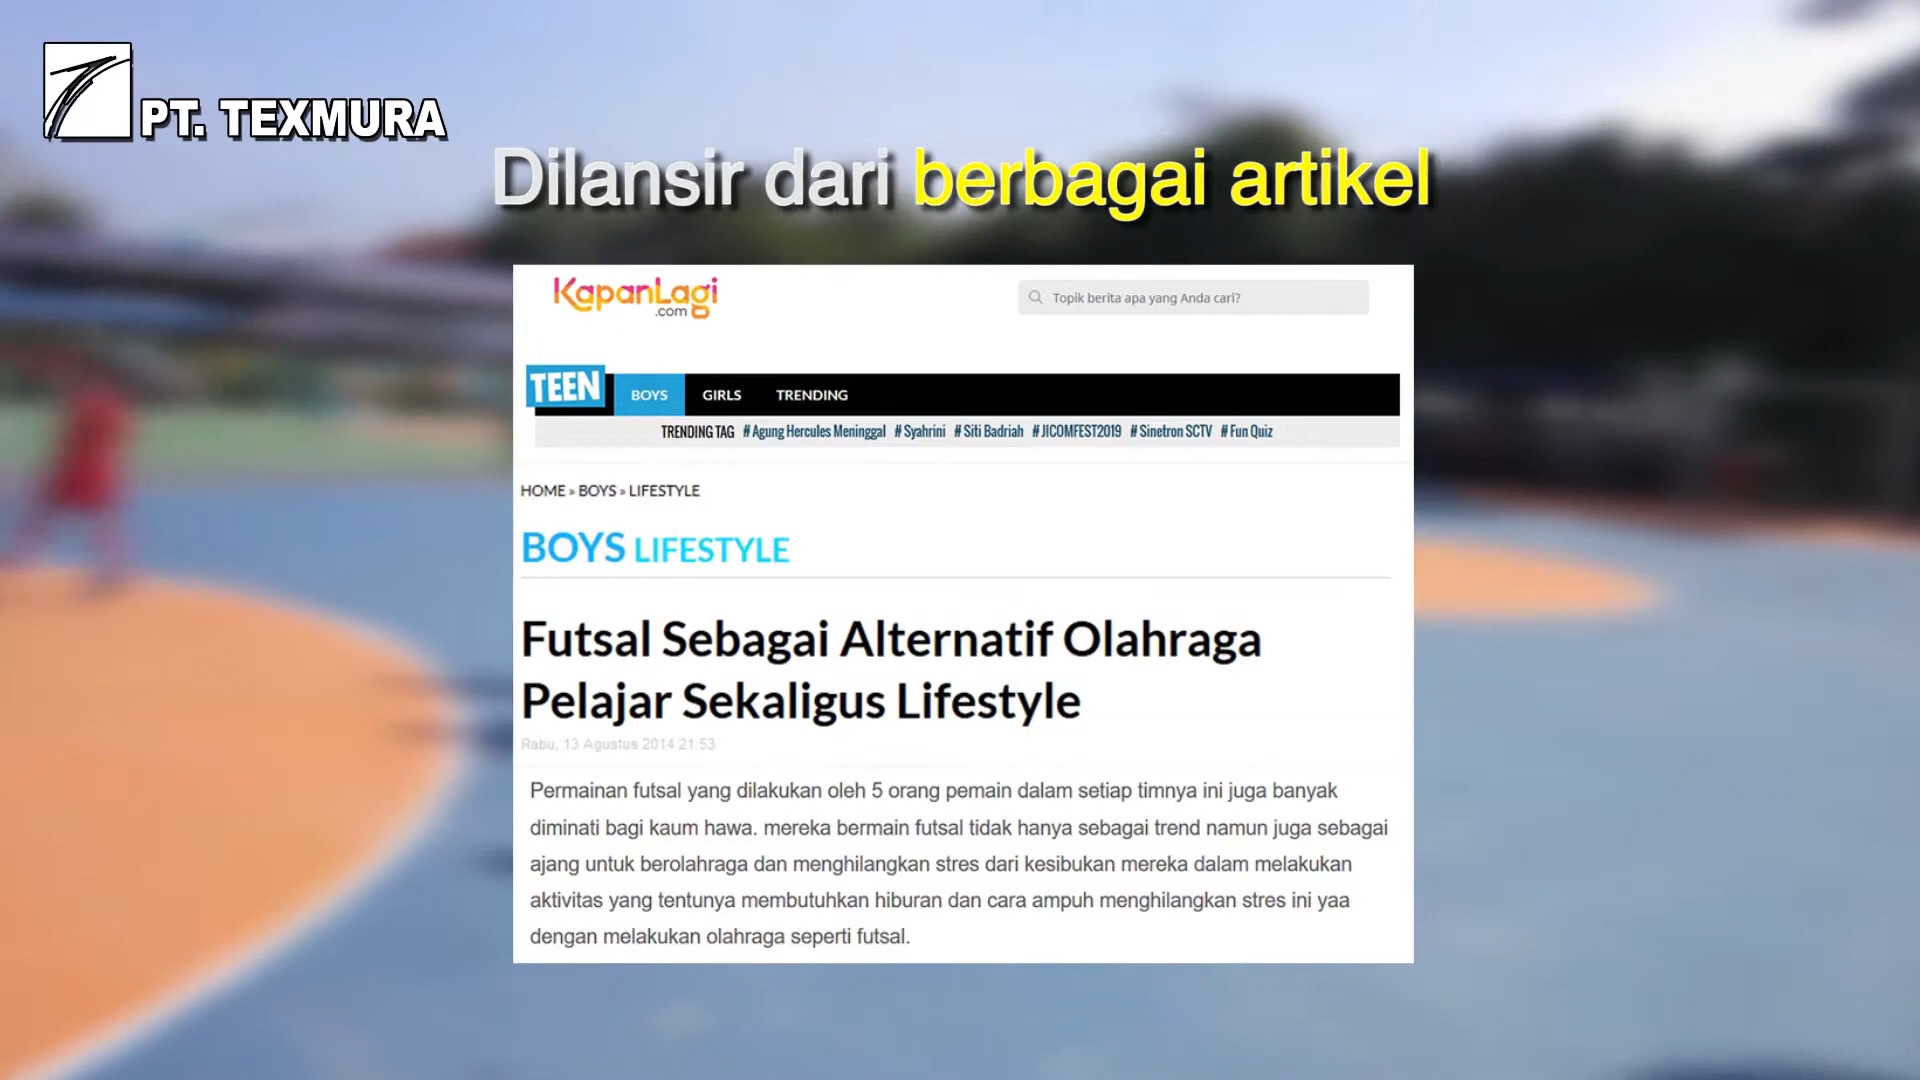 PT. TEXMURA
Dilansir dari berbagai artikel
KapanLagi
.com
Topik berita apa yang Anda cari?
TEEN BOYS GIRLS TRENDING
TRENDING TAG # Agung Hercules Meninggal # Syahrini # Siti Badriah # JICOMFEST2019 # Sinetron SCTV # Fun Quiz
HOME » BOYS » LIFESTYLE
BOYS LIFESTYLE
Futsal Sebagai Alternatif Olahraga
Pelajar Sekaligus Lifestyle
Rabu, 13 Agustus 2014 21:53
Permainan futsal yang dilakukan oleh 5 orang pemain dalam setiap timnya ini juga banyak
diminati bagi kaum hawa. mereka bermain futsal tidak hanya sebagai trend namun juga sebagai
ajang untuk berolahraga dan menghilangkan stres dari kesibukan mereka dalam melakukan
aktivitas yang tentunya membutuhkan hiburan dan cara ampuh menghilangkan stres ini yaa
dengan melakukan olahraga seperti futsal.